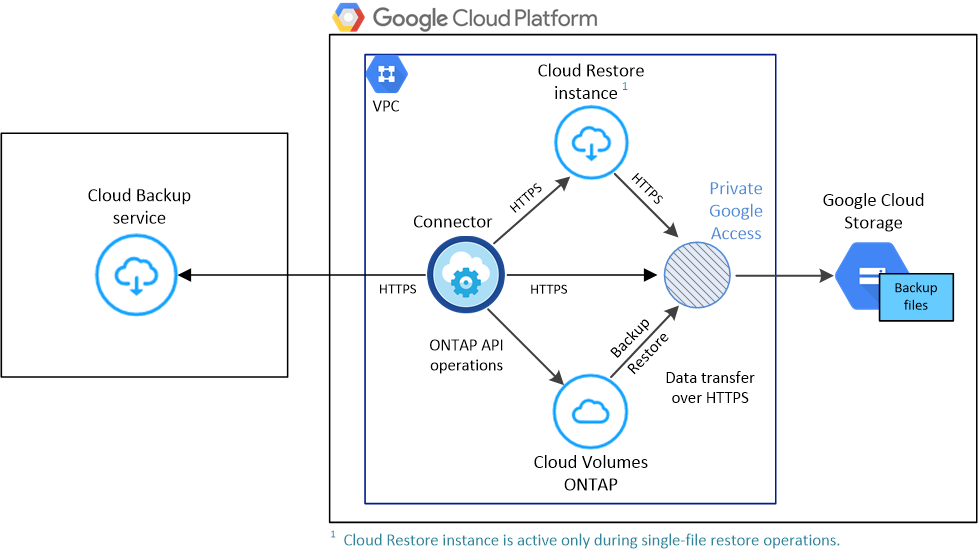 Google Cloud Platform
VPC
Cloud Restore
instance 1
Cloud Backup
service
Connector
HTTPS
HTTPS
Private
Google
Access
Google Cloud
Storage
HTTPS
HTTPS
Backup
files
ONTAP API
operations
Backup
Restore
Data transfer
over HTTPS
Cloud Volumes
ONTAP
1 Cloud Restore instance is active only during single-file restore operations.